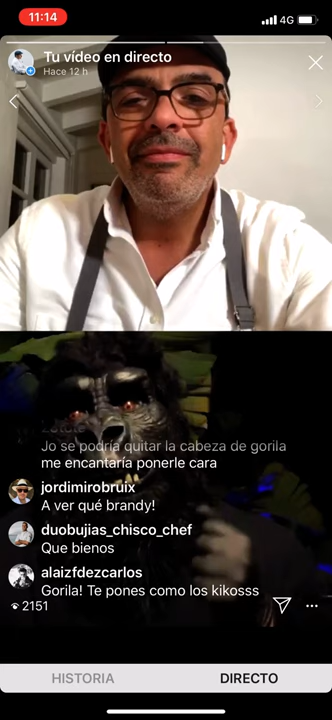 11:14
4G
Tu vídeo en directo
Hace 12 h
Jo se podría quitar la cabeza de gorila
me encantaría ponerle cara
jordimirobruix
A ver qué brandy!
duobujias_chisco_chef
Que bienos
alaizfdezcarlos
Gorila! Te pones como los kikosss
2151
HISTORIA
DIRECTO